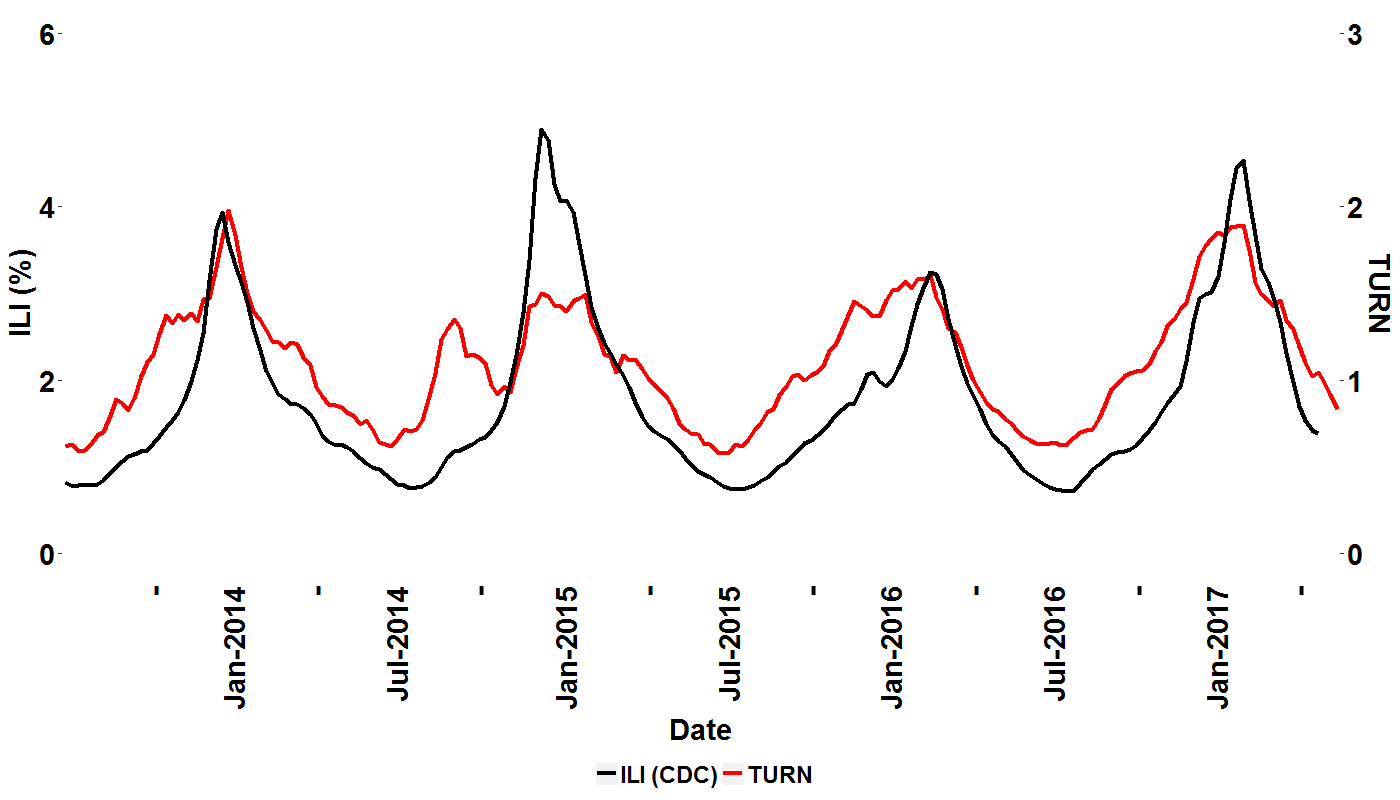 6
4
2
0
ILI (%)
3
2
1
0
TURN
Jan-2014
Jul-2014
Jan-2015
Jul-2015
Jan-2016
Jul-2016
Jan-2017
Date
ILI (CDC) TURN